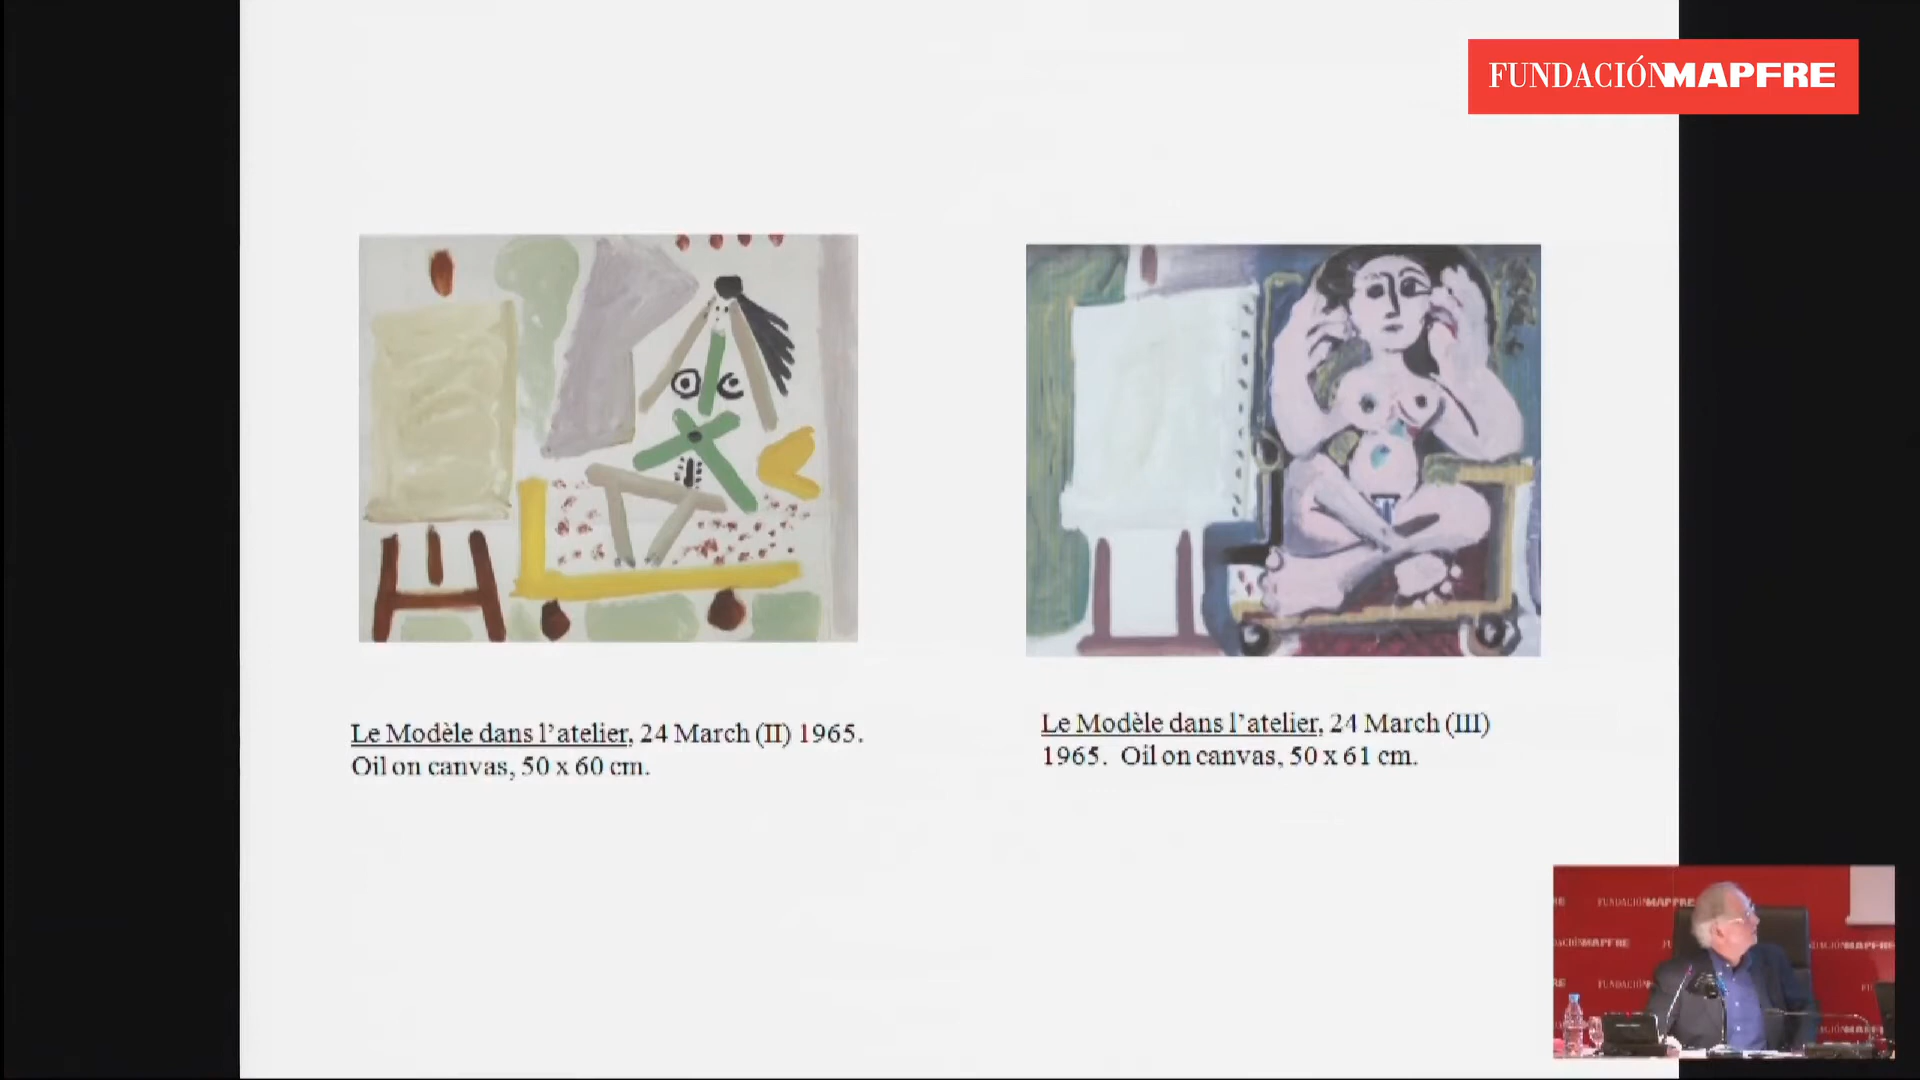 FUNDACIÓNMAPFRE
Le Modèle dans l’atelier, 24 March (II) 1965.
Oil on canvas, 50 x 60 cm.
Le Modèle dans l’atelier, 24 March (III)
1965. Oil on canvas, 50 x 61 cm.
FUNDACIÓNMAPFRE